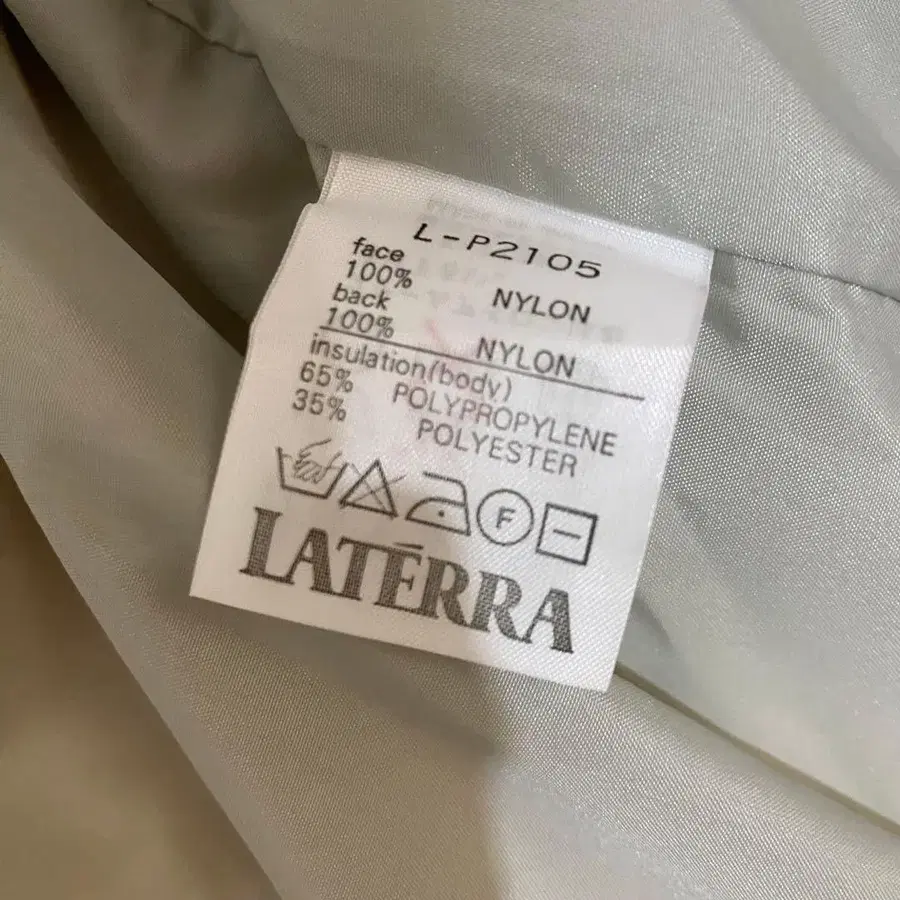 L-P2105
face
100% NYLON
back
100% NYLON
insulation(body)
65% POLYPROPYLENE
35% POLYESTER
F
LATÉRRA